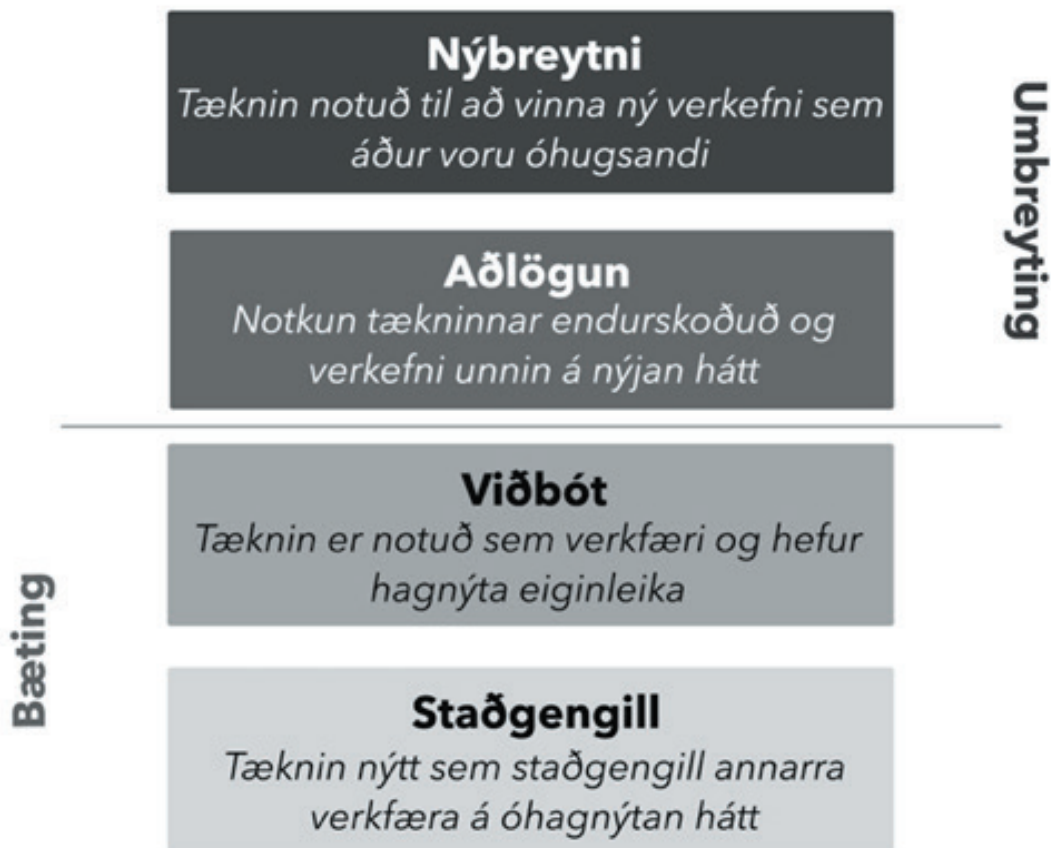 Nýbreytni
Tæknin notuð til að vinna ný verkefni sem
áður voru óhugsandi
Umbreyting
Aðlögun
Notkun tækninnar endurskoðuð og
verkefni unnin á nýjan hátt
Viðbót
Tæknin er notuð sem verkfæri og hefur
hagnýta eiginleika
Bæting
Staðgengill
Tæknin nýtt sem staðgengill annarra
verkfæra á óhagnýtan hátt